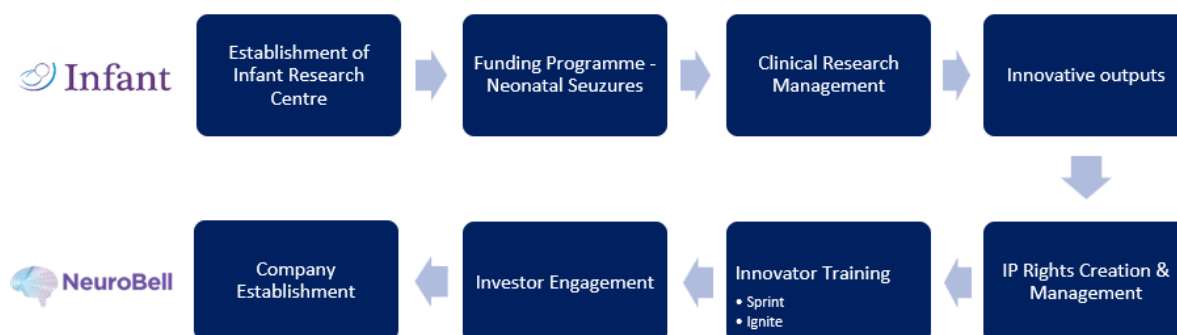 Infant
Establishment of
Infant Research
Centre
Funding Programme -
Neonatal Seuzures
Clinical Research
Management
Innovative outputs
NeuroBell
Company
Establishment
Investor Engagement
Innovator Training
• Sprint
• Ignite
IP Rights Creation &
Management